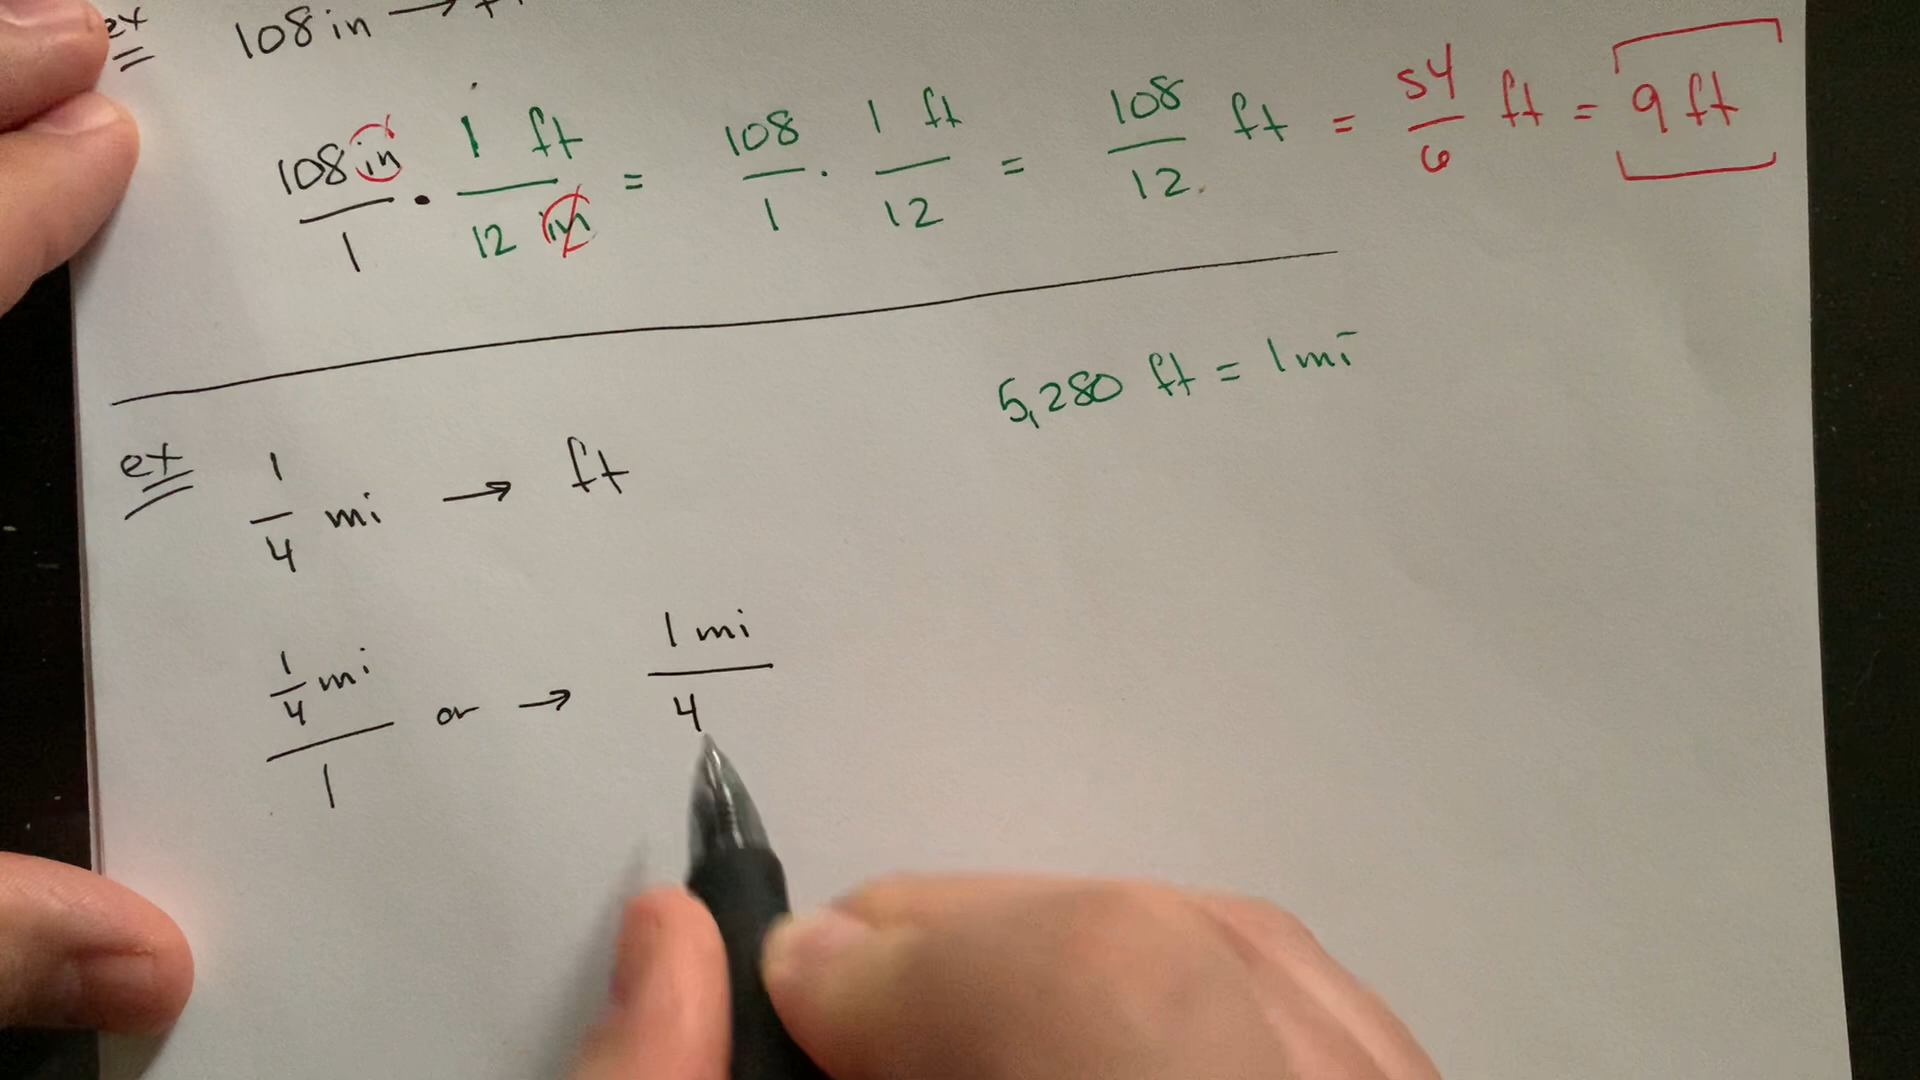 ex 108 in →
108 in / 1 · 1 ft / 12 in = 108 / 1 · 1 ft / 12 = 108 / 12 ft = 54 / 6 ft = 9 ft
5,280 ft = 1 mi
ex 1/4 mi → ft
1/4 mi / 1 or → 1 mi / 4